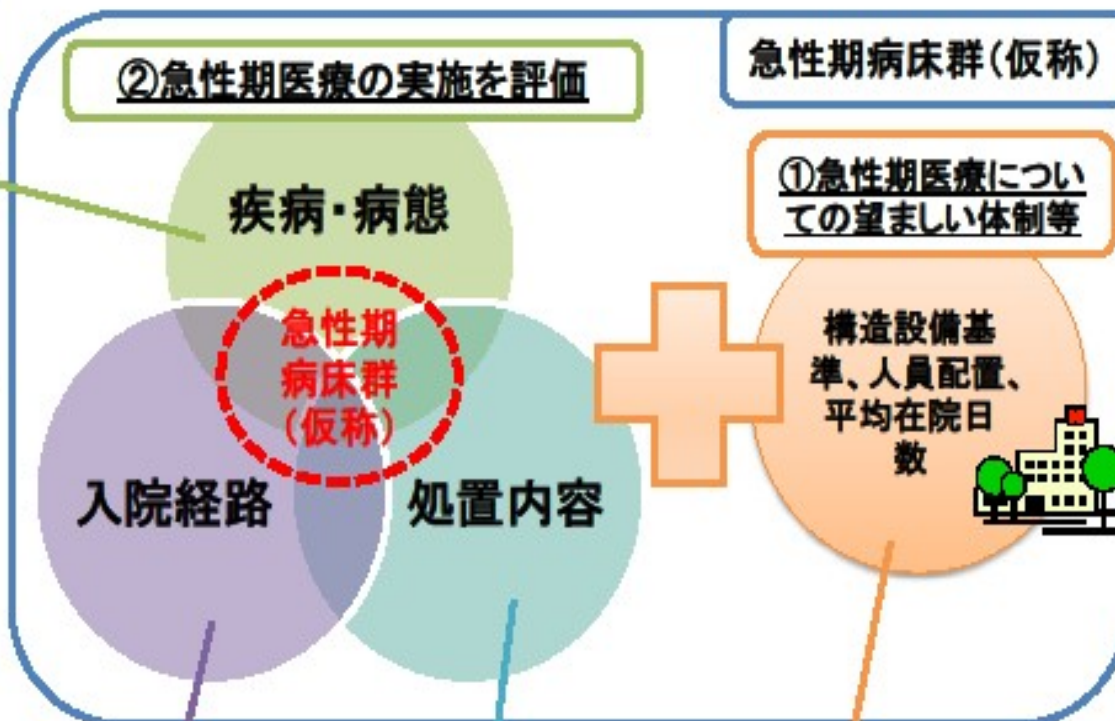 急性期病床群(仮称)
②急性期医療の実施を評価
疾病・病態
急性期
病床群
(仮称)
入院経路
処置内容
①急性期医療につい
ての望ましい体制等
構造設備基
準、人員配置、
平均在院日
数